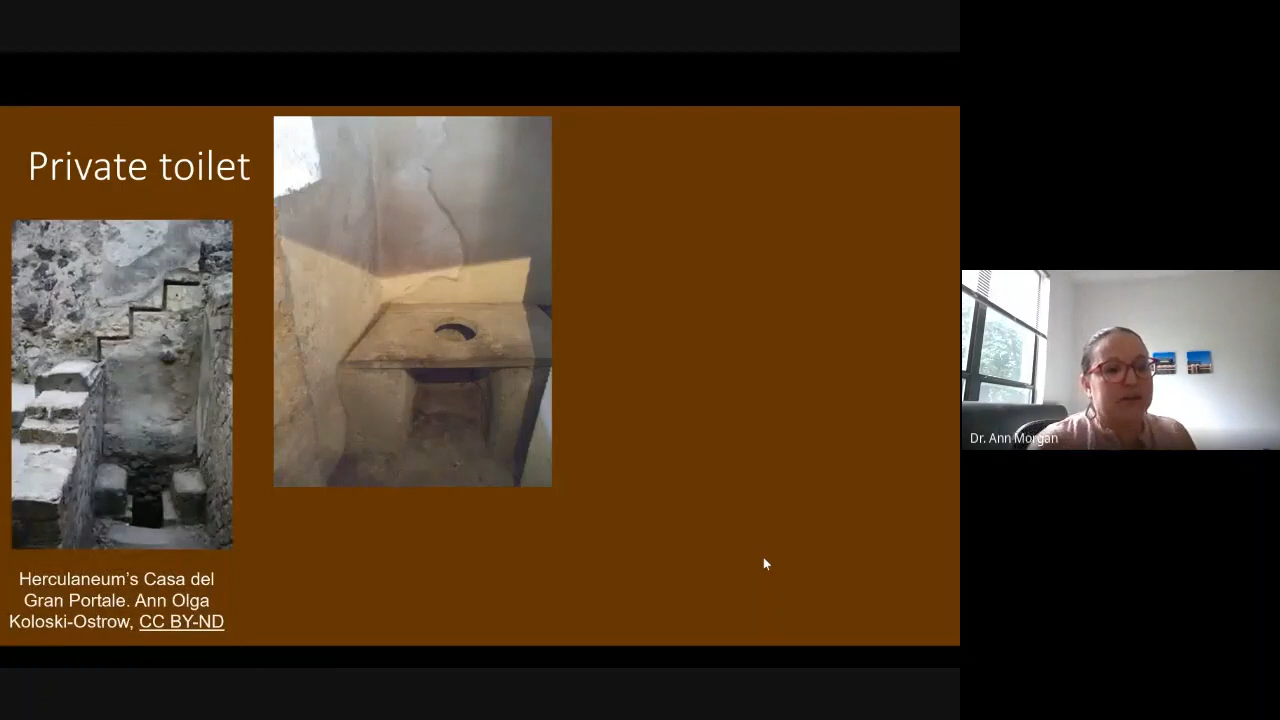 Private toilet
Herculaneum’s Casa del
Gran Portale. Ann Olga
Koloski-Ostrow, CC BY-ND
Dr. Ann Morgan